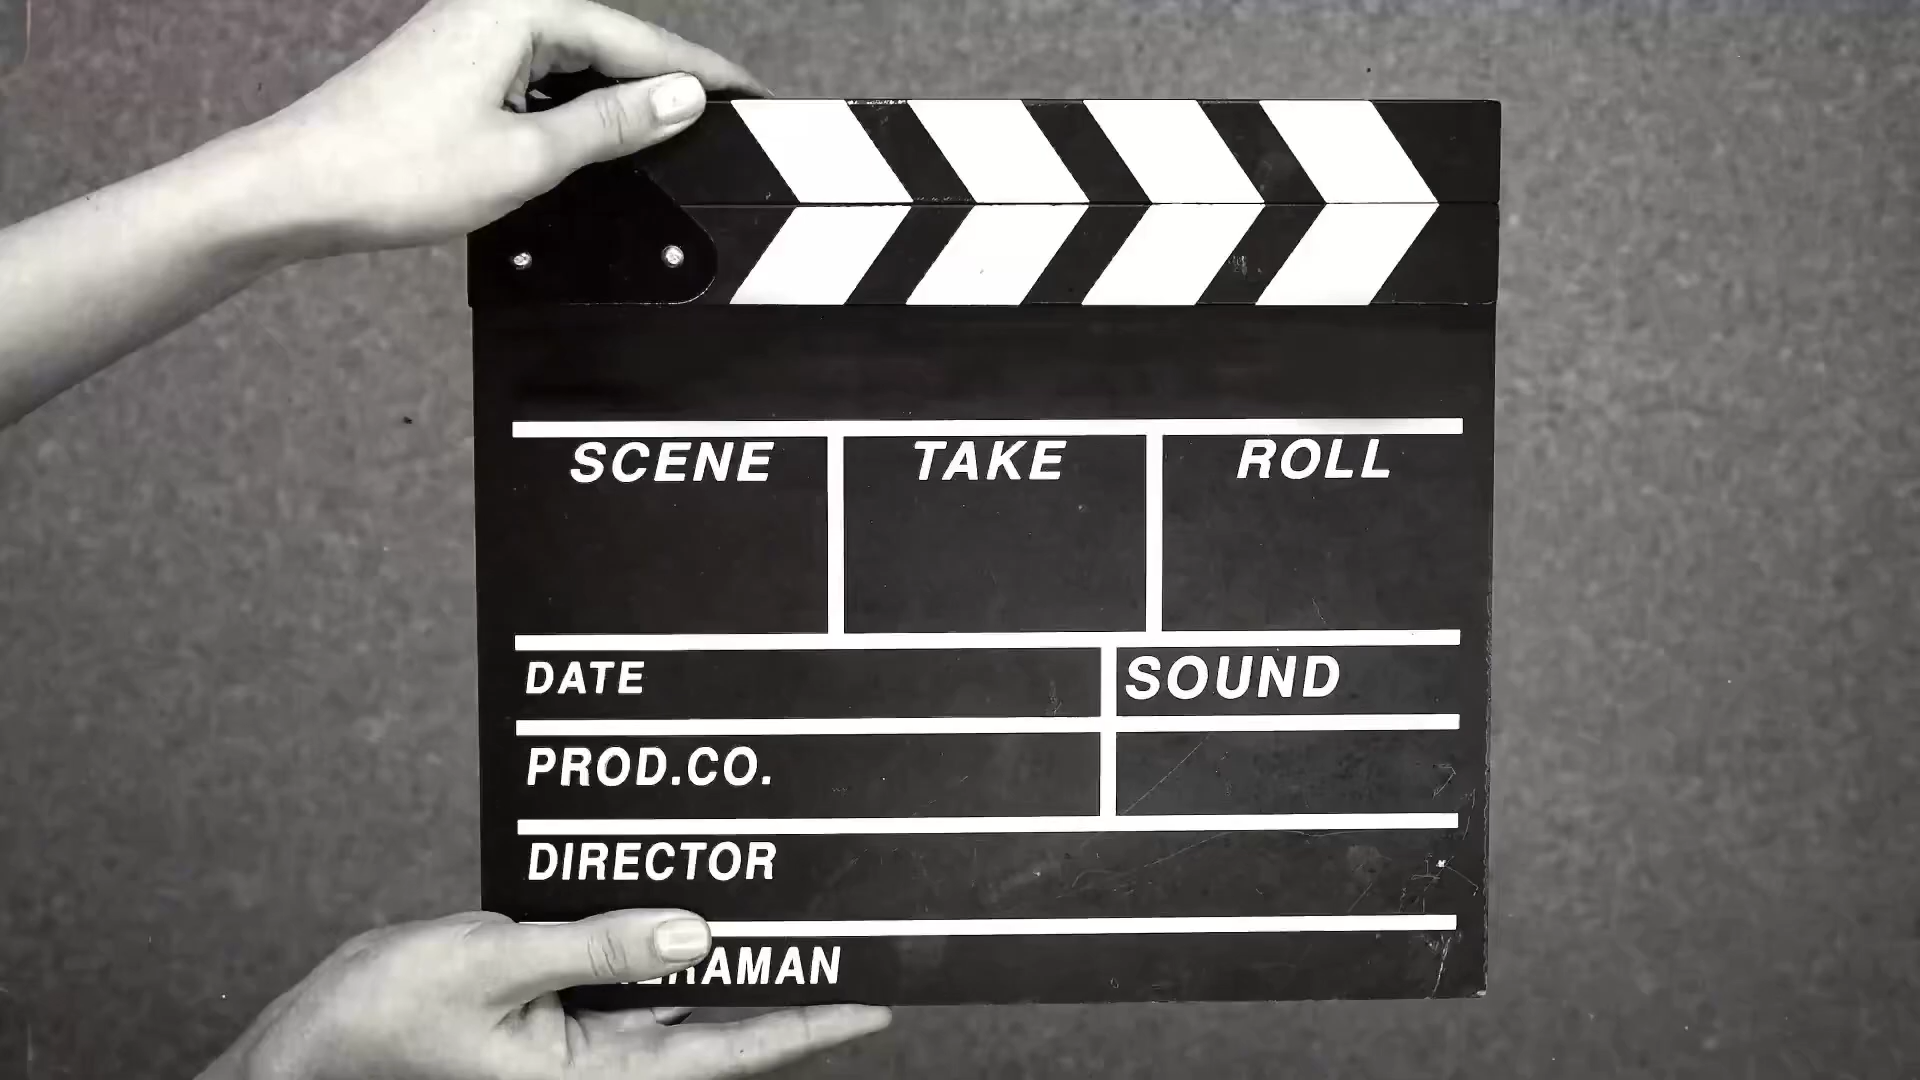 SCENE TAKE ROLL
DATE SOUND
PROD.CO.
DIRECTOR